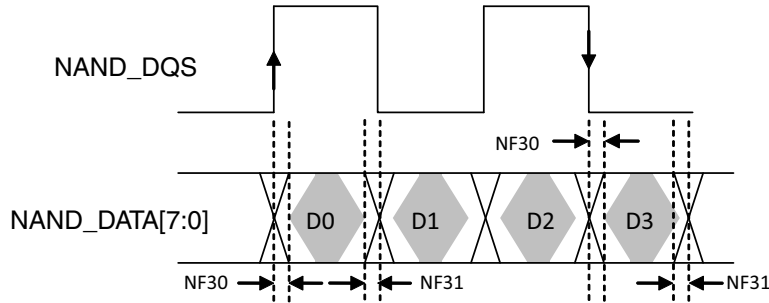 NAND_DQS
NF30
NAND_DATA[7:0]
D0 D1 D2 D3
NF30 NF31 NF31